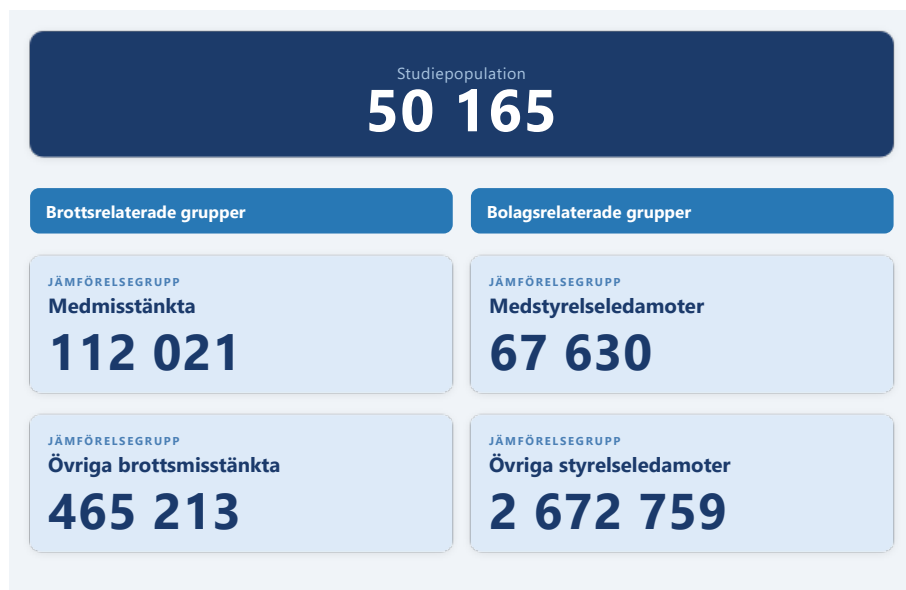 Studiepopulation
50 165
Brottsrelaterade grupper
Bolagsrelaterade grupper
JÄMFÖRELSEGRUPP
Medmisstänkta
112 021
JÄMFÖRELSEGRUPP
Medstyrelseledamoter
67 630
JÄMFÖRELSEGRUPP
Övriga brottsmisstänkta
465 213
JÄMFÖRELSEGRUPP
Övriga styrelseledamoter
2 672 759